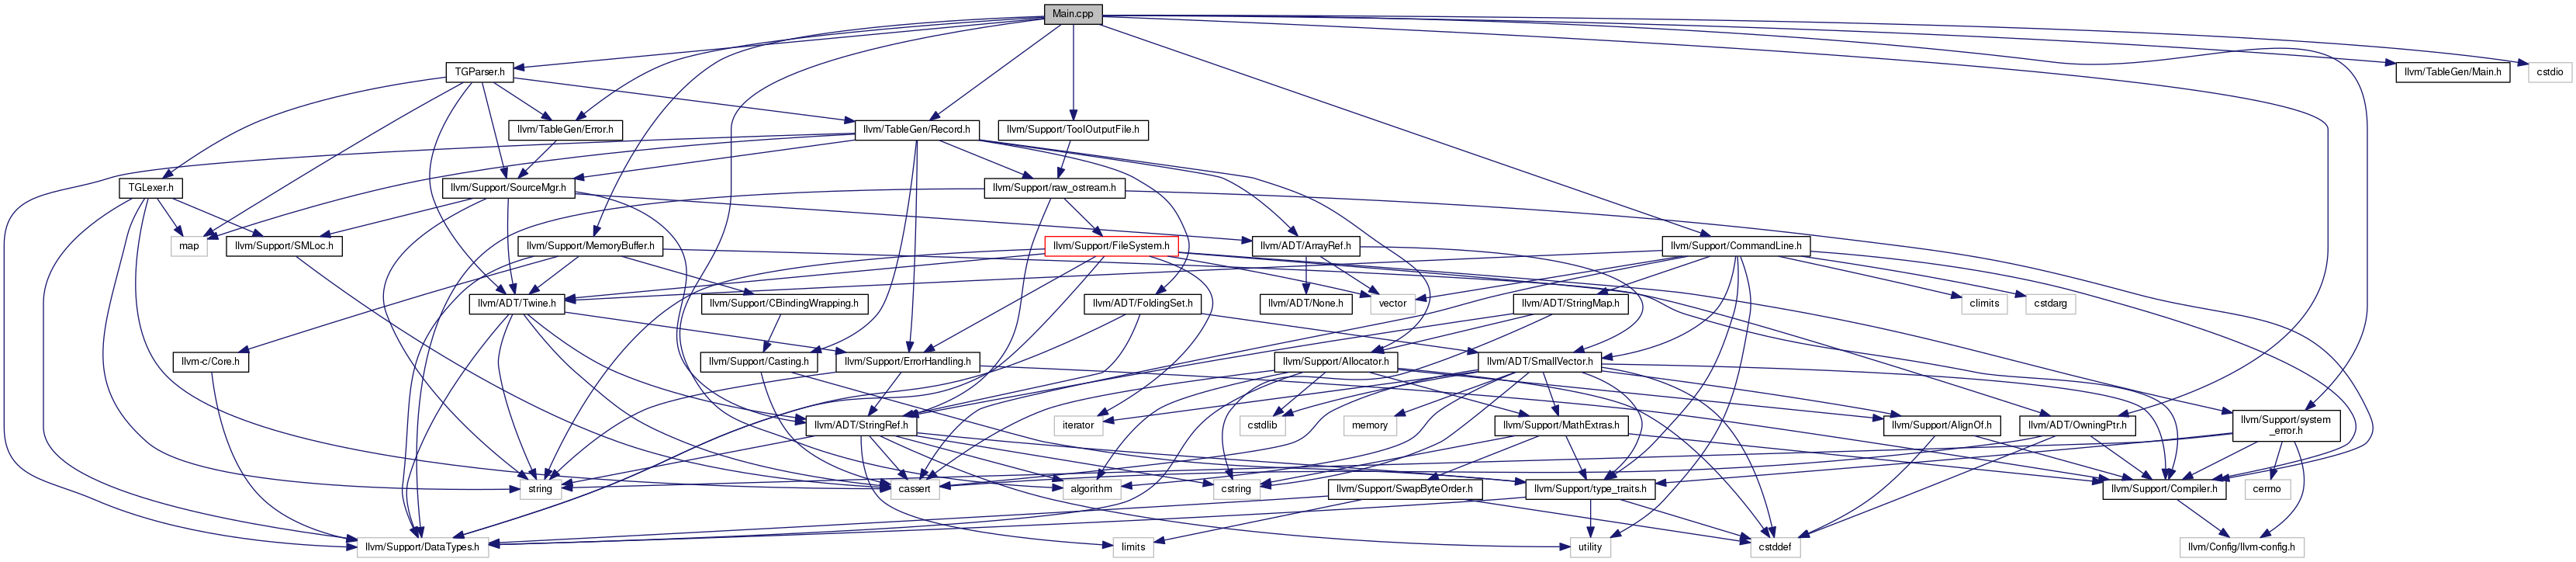 Main.cpp
TGParser.h
llvm/TableGen/Main.h
cstdio
llvm/TableGen/Error.h
llvm/TableGen/Record.h
llvm/Support/ToolOutputFile.h
TGLexer.h
llvm/Support/SourceMgr.h
llvm/Support/raw_ostream.h
map
llvm/Support/SMLoc.h
llvm/Support/MemoryBuffer.h
llvm/Support/FileSystem.h
llvm/ADT/ArrayRef.h
llvm/Support/CommandLine.h
llvm/ADT/Twine.h
llvm/Support/CBindingWrapping.h
llvm/ADT/FoldingSet.h
llvm/ADT/None.h
vector
llvm/ADT/StringMap.h
climits
cstdarg
llvm-c/Core.h
llvm/Support/Casting.h
llvm/Support/ErrorHandling.h
llvm/Support/Allocator.h
llvm/ADT/SmallVector.h
llvm/ADT/StringRef.h
iterator
cstdlib
memory
llvm/Support/MathExtras.h
llvm/Support/AlignOf.h
llvm/ADT/OwningPtr.h
llvm/Support/system
_error.h
string
cassert
algorithm
cstring
llvm/Support/SwapByteOrder.h
llvm/Support/type_traits.h
llvm/Support/Compiler.h
cerrno
llvm/Support/DataTypes.h
limits
utility
cstddef
llvm/Config/llvm-config.h